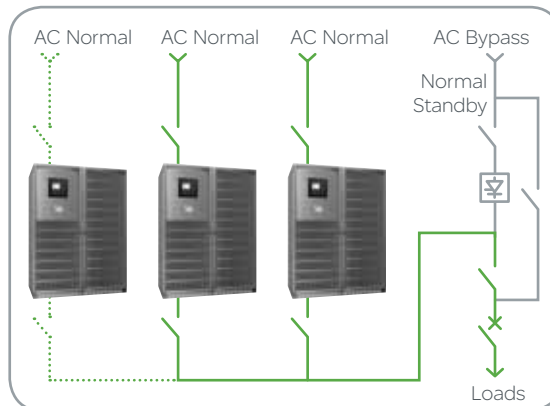 AC Normal
AC Normal
AC Normal
AC Bypass
Normal
Standby
Loads